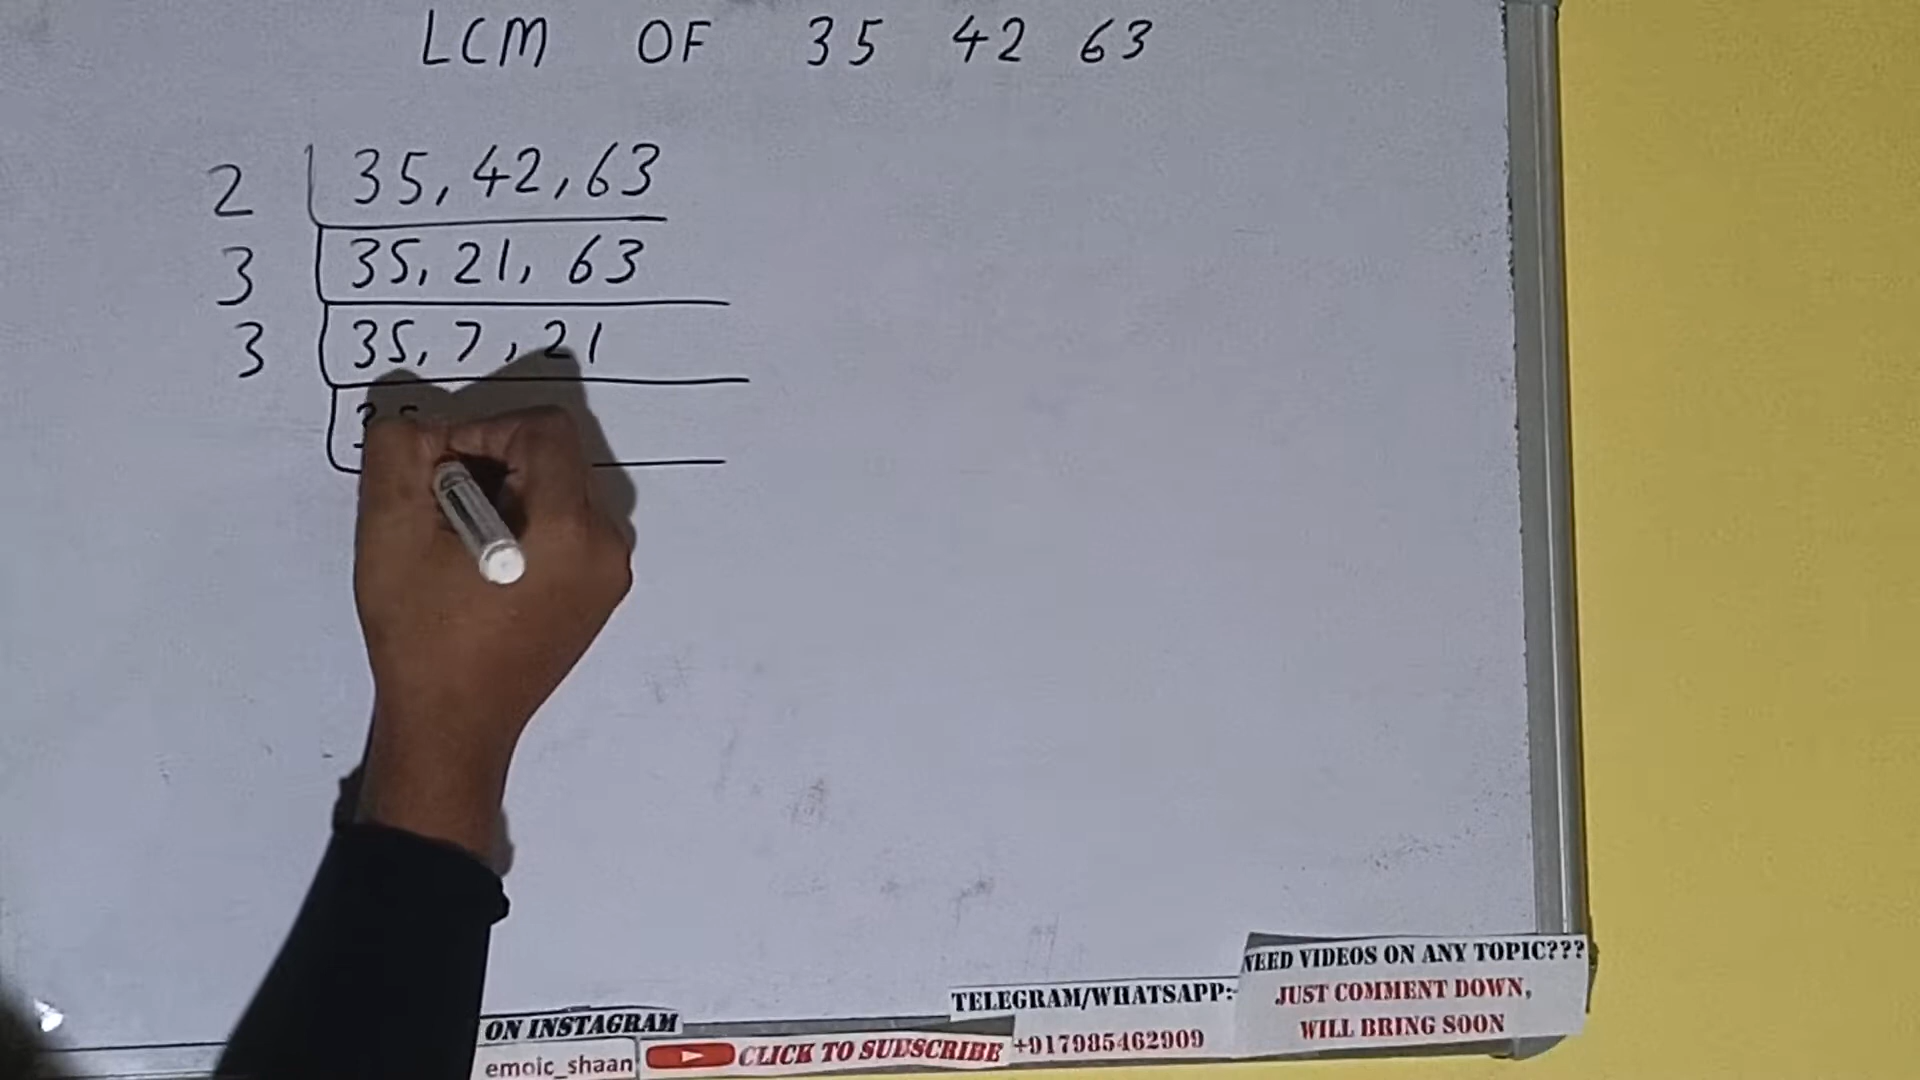 LCM OF 35 42 63
2 35, 42, 63
3 35, 21, 63
3 35, 7, 21
35
NEED VIDEOS ON ANY TOPIC???
JUST COMMENT DOWN,
WILL BRING SOON
TELEGRAM/WHATSAPP:-
+917985462909
ON INSTAGRAM
emoic_shaan
CLICK TO SUBSCRIBE